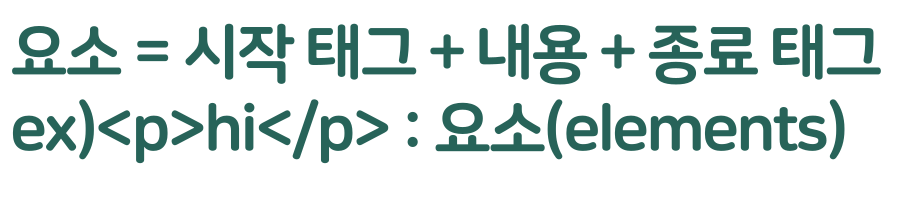 요소 = 시작 태그 + 내용 + 종료 태그
ex)<p>hi</p> : 요소(elements)